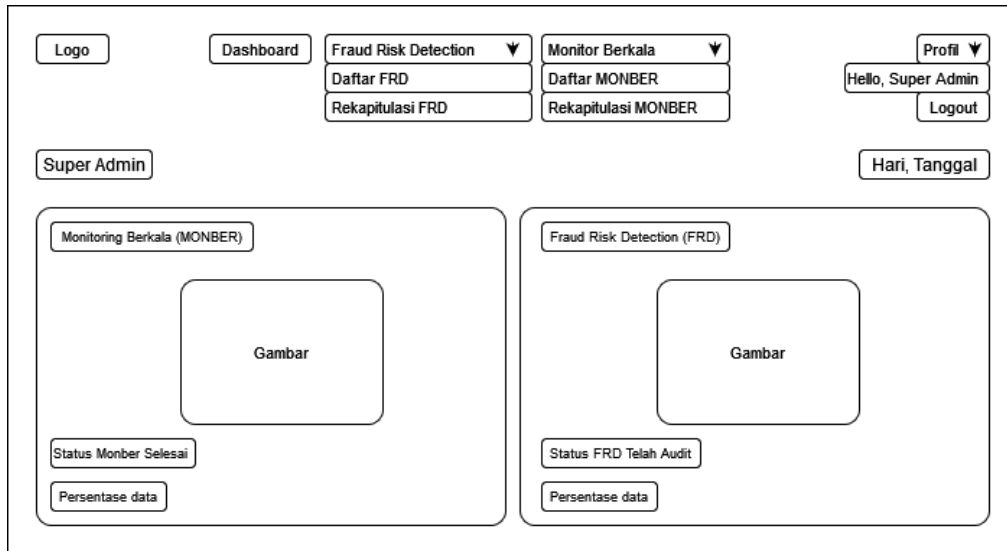 Logo
Dashboard
Fraud Risk Detection
Monitor Berkala
Profil
Daftar FRD
Daftar MONBER
Hello, Super Admin
Rekapitulasi FRD
Rekapitulasi MONBER
Logout
Super Admin
Hari, Tanggal
Monitoring Berkala (MONBER)
Gambar
Status Monber Selesai
Persentase data
Fraud Risk Detection (FRD)
Gambar
Status FRD Telah Audit
Persentase data